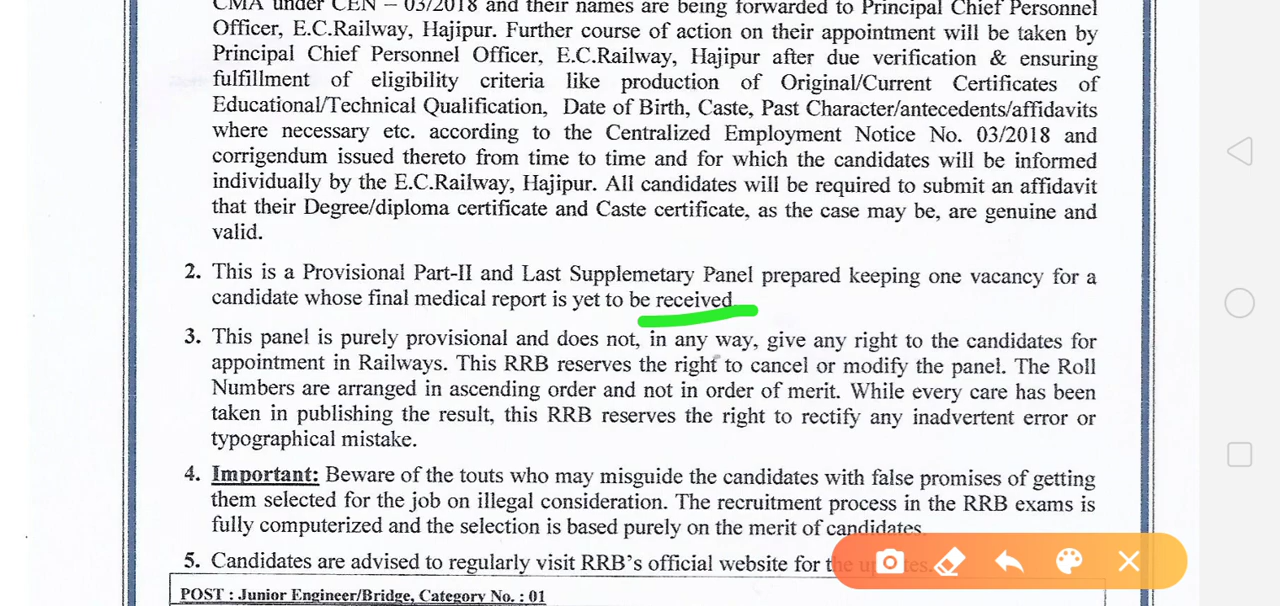 CMA under CEN – 03/2018 and their names are being forwarded to Principal Chief Personnel
Officer, E.C.Railway, Hajipur. Further course of action on their appointment will be taken by
Principal Chief Personnel Officer, E.C.Railway, Hajipur after due verification & ensuring
fulfillment of eligibility criteria like production of Original/Current Certificates of
Educational/Technical Qualification, Date of Birth, Caste, Past Character/antecedents/affidavits
where necessary etc. according to the Centralized Employment Notice No. 03/2018 and
corrigendum issued thereto from time to time and for which the candidates will be informed
individually by the E.C.Railway, Hajipur. All candidates will be required to submit an affidavit
that their Degree/diploma certificate and Caste certificate, as the case may be, are genuine and
valid.
2. This is a Provisional Part-II and Last Supplemetary Panel prepared keeping one vacancy for a
candidate whose final medical report is yet to be received.
3. This panel is purely provisional and does not, in any way, give any right to the candidates for
appointment in Railways. This RRB reserves the right to cancel or modify the panel. The Roll
Numbers are arranged in ascending order and not in order of merit. While every care has been
taken in publishing the result, this RRB reserves the right to rectify any inadvertent error or
typographical mistake.
4. Important: Beware of the touts who may misguide the candidates with false promises of getting
them selected for the job on illegal consideration. The recruitment process in the RRB exams is
fully computerized and the selection is based purely on the merit of candidates.
5. Candidates are advised to regularly visit RRB's official website for the
POST : Junior Engineer/Bridge, Category No. : 01